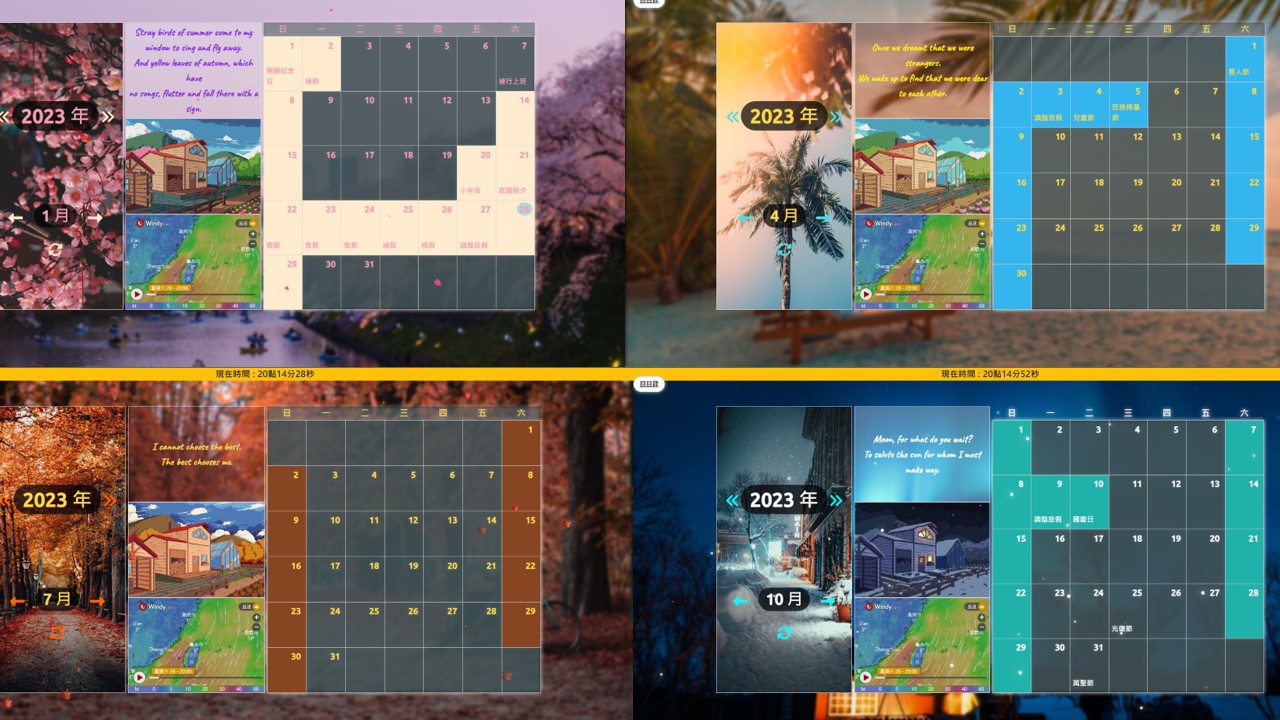 Stray birds of summer come to my
window to sing and fly away.
And yellow leaves of autumn, which
have
no songs, flutter and fall there with a
sign.
« 2023 年 »
1 月
Windy
日 一 二 三 四 五 六
1 2 3 4 5 6 7
開國紀念日 補假 補行上班
8 9 10 11 12 13 14
15 16 17 18 19 20 21
小年夜 農曆除夕
22 23 24 25 26 27 28
春節 春節 春節 補假 補假 調整放假
29 30 31
Once we dreamt that we were
strangers.
We wake up to find that we were dear
to each other.
« 2023 年 »
4 月
Windy
日 一 二 三 四 五 六
1
愚人節
2 3 4 5 6 7 8
調整放假 兒童節 民族掃墓節
9 10 11 12 13 14 15
16 17 18 19 20 21 22
23 24 25 26 27 28 29
30
現在時間 : 20點14分28秒
I cannot choose the best.
The best chooses me.
« 2023 年 »
7 月
Windy
日 一 二 三 四 五 六
1
2 3 4 5 6 7 8
9 10 11 12 13 14 15
16 17 18 19 20 21 22
23 24 25 26 27 28 29
30 31
現在時間 : 20點14分52秒
Moon, for what do you wait?
To salute the sun for whom I must
make way.
« 2023 年 »
10 月
Windy
日 一 二 三 四 五 六
1 2 3 4 5 6 7
8 9 10 11 12 13 14
調整放假 國慶日
15 16 17 18 19 20 21
22 23 24 25 26 27 28
光復節
29 30 31
萬聖節